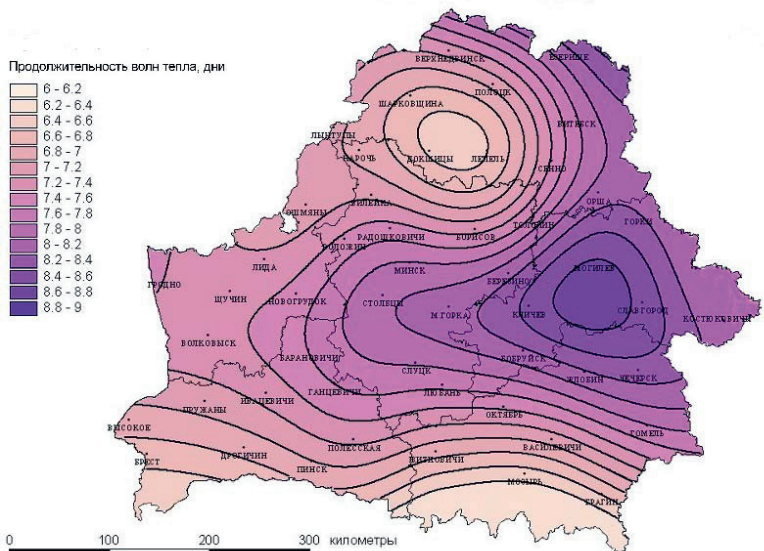 Продолжительность волн тепла, дни
6 - 6.2
6.2 - 6.4
6.4 - 6.6
6.6 - 6.8
6.8 - 7
7 - 7.2
7.2 - 7.4
7.4 - 7.6
7.6 - 7.8
7.8 - 8
8 - 8.2
8.2 - 8.4
8.4 - 8.6
8.6 - 8.8
8.8 - 9
ВЕРХНЕДВИНСК
ЕЗЕРИЩЕ
ПОЛОЦК
ШАРКОВЩИНА
ВИТЕБСК
ЛЫНТУПЫ
НАРОЧЬ
ДОКШИЦЫ
ЛЕПЕЛЬ
СЕННО
ВИЛЕЙКА
ОРША
ОШМЯНЫ
ГОРКИ
ТОЛОЧИН
РАДОШКОВИЧИ
БОРИСОВ
ВОЛОЖИН
ЛИДА
МИНСК
МОГИЛЕВ
БЕРЕЗИНО
ГРОДНО
ЩУЧИН
НОВОГРУДОК
СТОЛБЦЫ
М.ГОРКА
КЛИЧЕВ
СЛАВГОРОД
КОСТЮКОВИЧИ
ВОЛКОВЫСК
БАРАНОВИЧИ
БОБРУЙСК
СЛУЦК
ЖЛОБИН
ЧЕЧЕРСК
ГАНЦЕВИЧИ
ЛЮБАНЬ
ИВАЦЕВИЧИ
ПРУЖАНЫ
ОКТЯБРЬ
ВЫСОКОЕ
ГОМЕЛЬ
ПОЛЕССКАЯ
ВАСИЛЕВИЧИ
ДРОГИЧИН
ЖИТКОВИЧИ
БРЕСТ
ПИНСК
МОЗЫРЬ
БРАГИН
0 100 200 300 километры